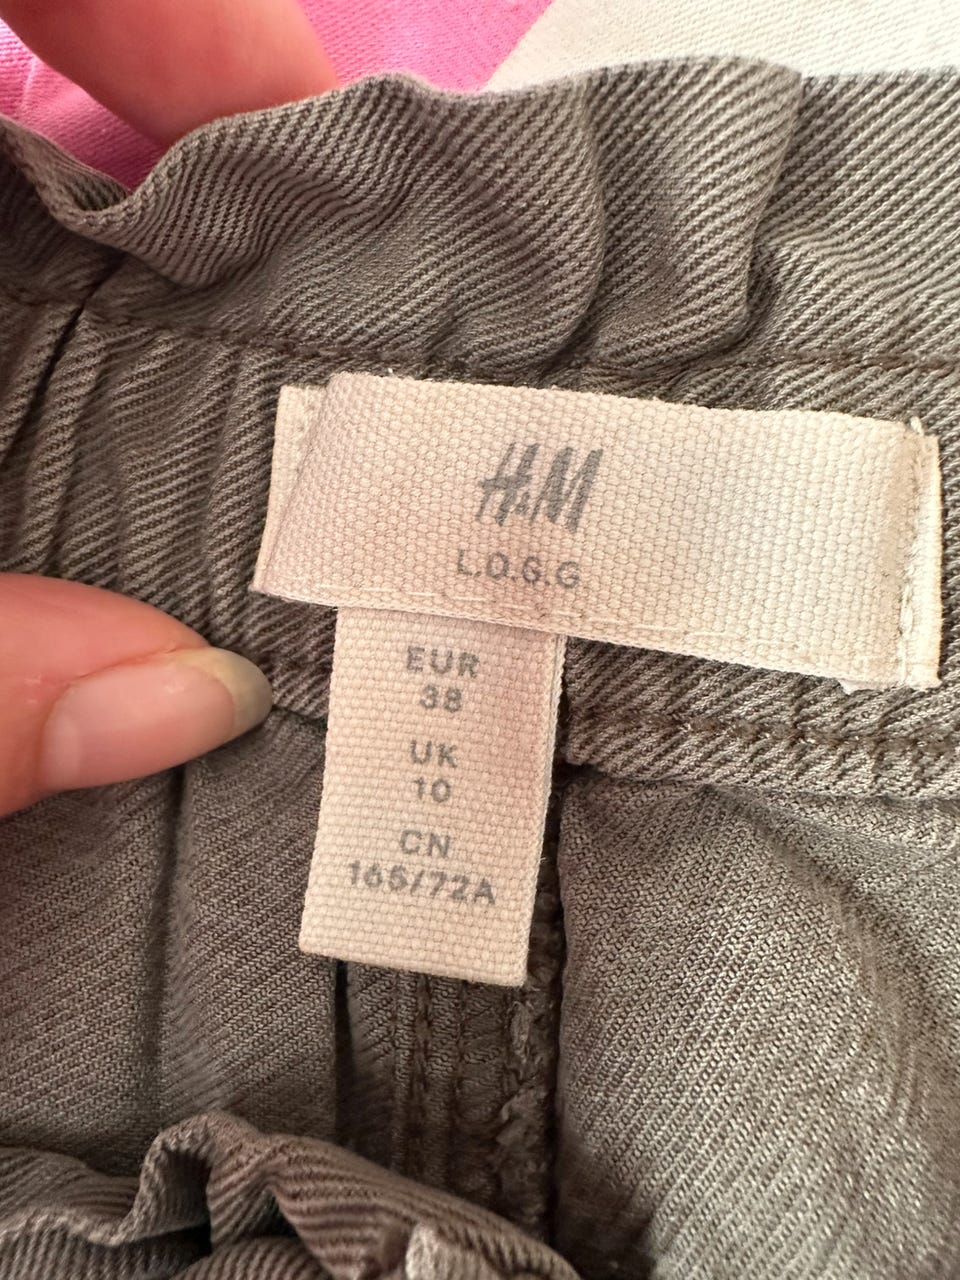 H&M
L.O.G.G
EUR
38
UK
10
CN
165/72A